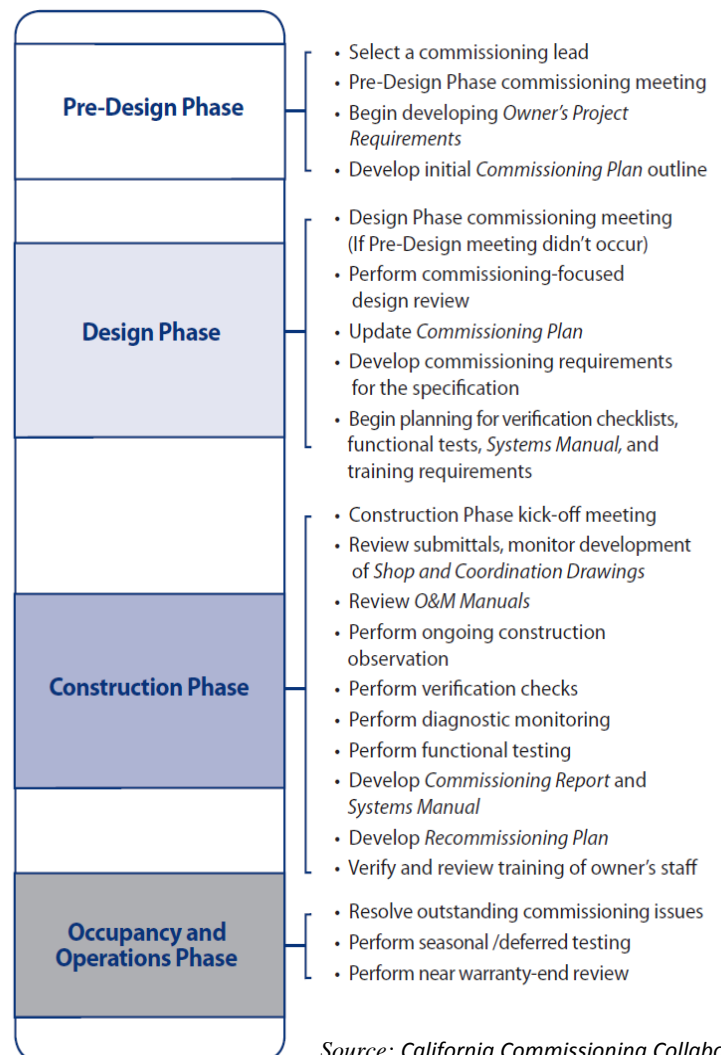 Pre-Design Phase
• Select a commissioning lead
• Pre-Design Phase commissioning meeting
• Begin developing Owner's Project
Requirements
• Develop initial Commissioning Plan outline
Design Phase
• Design Phase commissioning meeting
(If Pre-Design meeting didn't occur)
• Perform commissioning-focused
design review
• Update Commissioning Plan
• Develop commissioning requirements
for the specification
• Begin planning for verification checklists,
functional tests, Systems Manual, and
training requirements
Construction Phase
• Construction Phase kick-off meeting
• Review submittals, monitor development
of Shop and Coordination Drawings
• Review O&M Manuals
• Perform ongoing construction
observation
• Perform verification checks
• Perform diagnostic monitoring
• Perform functional testing
• Develop Commissioning Report and
Systems Manual
• Develop Recommissioning Plan
• Verify and review training of owner's staff
Occupancy and
Operations Phase
• Resolve outstanding commissioning issues
• Perform seasonal /deferred testing
• Perform near warranty-end review
Source: California Commissioning